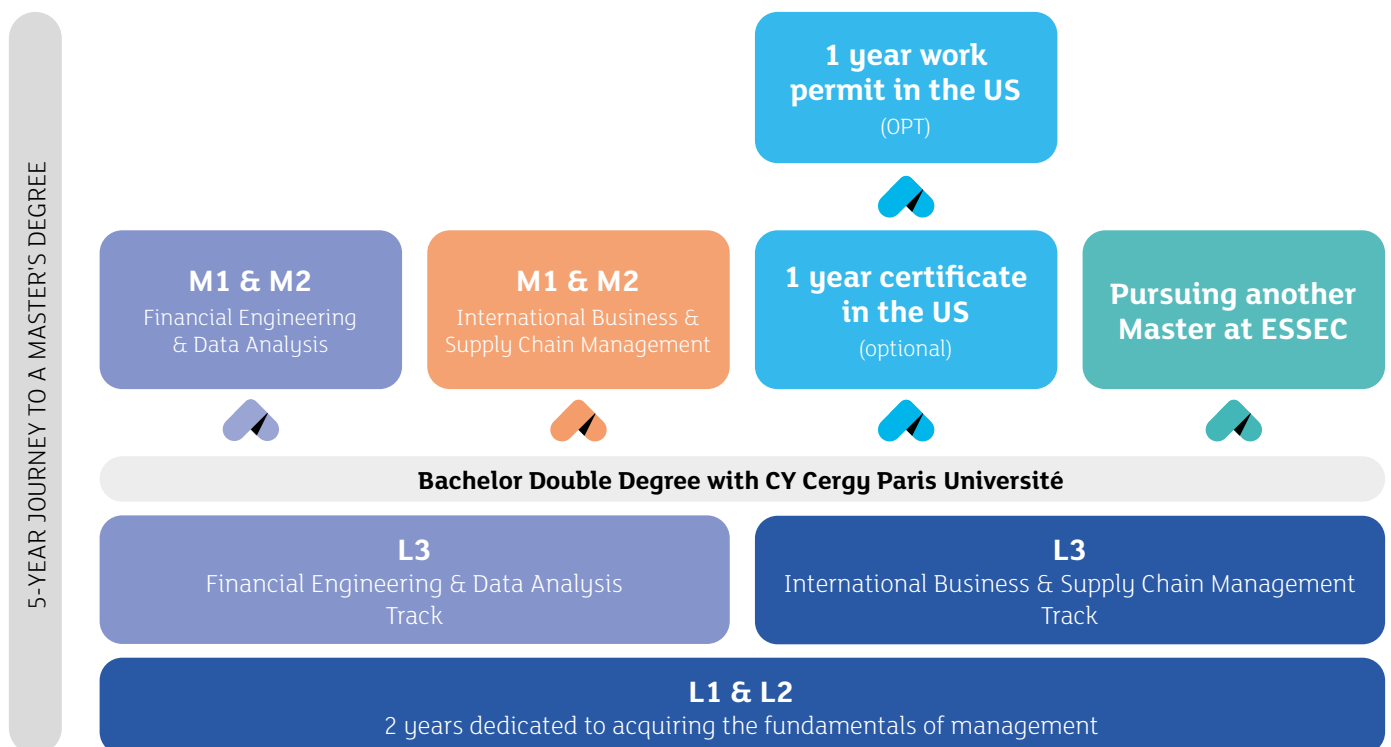 5-YEAR JOURNEY TO A MASTER'S DEGREE
1 year work
permit in the US
(OPT)
M1 & M2
Financial Engineering
& Data Analysis
M1 & M2
International Business &
Supply Chain Management
1 year certificate
in the US
(optional)
Pursuing another
Master at ESSEC
Bachelor Double Degree with CY Cergy Paris Université
L3
Financial Engineering & Data Analysis
Track
L3
International Business & Supply Chain Management
Track
L1 & L2
2 years dedicated to acquiring the fundamentals of management